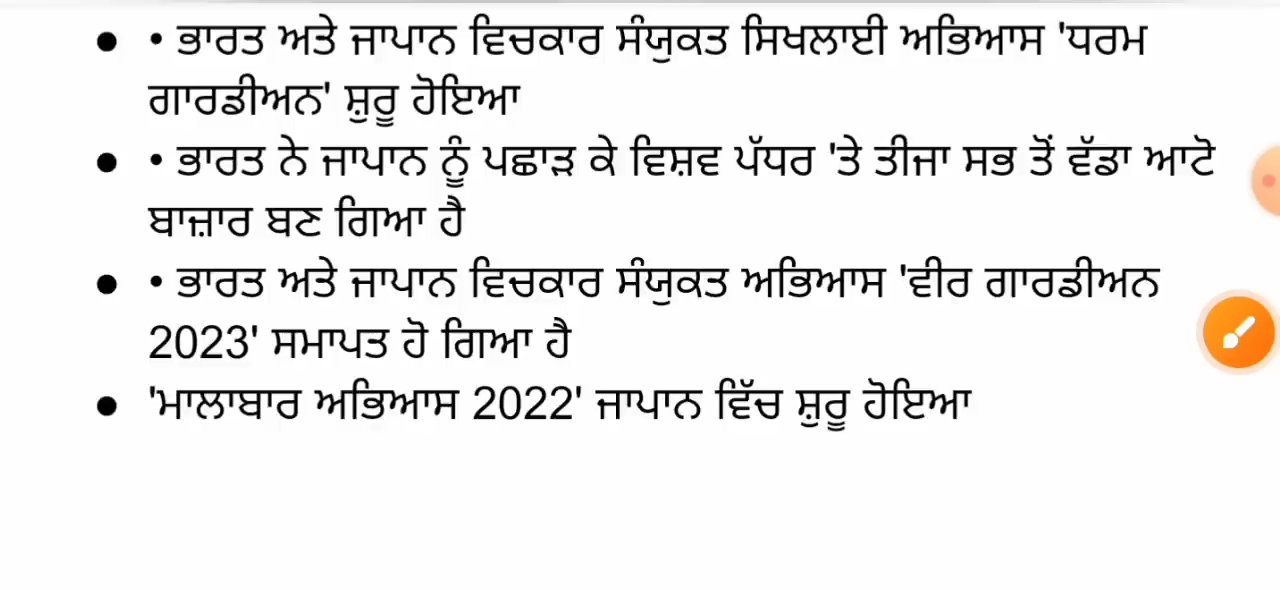 • • ਭਾਰਤ ਅਤੇ ਜਾਪਾਨ ਵਿਚਕਾਰ ਸੰਯੁਕਤ ਸਿਖਲਾਈ ਅਭਿਆਸ 'ਧਰਮ
ਗਾਰਡੀਅਨ' ਸ਼ੁਰੂ ਹੋਇਆ
• • ਭਾਰਤ ਨੇ ਜਾਪਾਨ ਨੂੰ ਪਛਾੜ ਕੇ ਵਿਸ਼ਵ ਪੱਧਰ 'ਤੇ ਤੀਜਾ ਸਭ ਤੋਂ ਵੱਡਾ ਆਟੋ
ਬਾਜ਼ਾਰ ਬਣ ਗਿਆ ਹੈ
• • ਭਾਰਤ ਅਤੇ ਜਾਪਾਨ ਵਿਚਕਾਰ ਸੰਯੁਕਤ ਅਭਿਆਸ 'ਵੀਰ ਗਾਰਡੀਅਨ
2023' ਸਮਾਪਤ ਹੋ ਗਿਆ ਹੈ
• 'ਮਾਲਾਬਾਰ ਅਭਿਆਸ 2022' ਜਾਪਾਨ ਵਿੱਚ ਸ਼ੁਰੂ ਹੋਇਆ